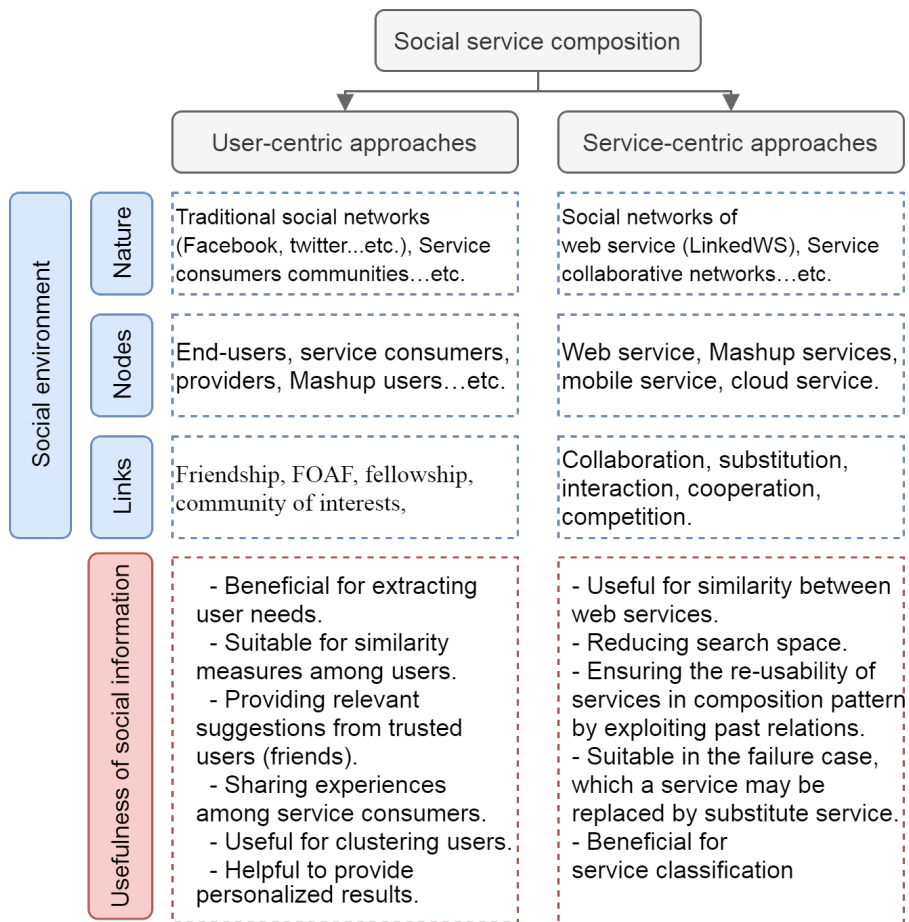 Social service composition
User-centric approaches
Service-centric approaches
Social environment
Nature
Traditional social networks
(Facebook, twitter...etc.), Service
consumers communities…etc.
Social networks of
web service (LinkedWS), Service
collaborative networks…etc.
Nodes
End-users, service consumers,
providers, Mashup users…etc.
Web service, Mashup services,
mobile service, cloud service.
Links
Friendship, FOAF, fellowship,
community of interests,
Collaboration, substitution,
interaction, cooperation,
competition.
Usefulness of social information
- Beneficial for extracting
user needs.
- Suitable for similarity
measures among users.
- Providing relevant
suggestions from trusted
users (friends).
- Sharing experiences
among service consumers.
- Useful for clustering users.
- Helpful to provide
personalized results.
- Useful for similarity between
web services.
- Reducing search space.
- Ensuring the re-usability of
services in composition pattern
by exploiting past relations.
- Suitable in the failure case,
which a service may be
replaced by substitute service.
- Beneficial for
service classification